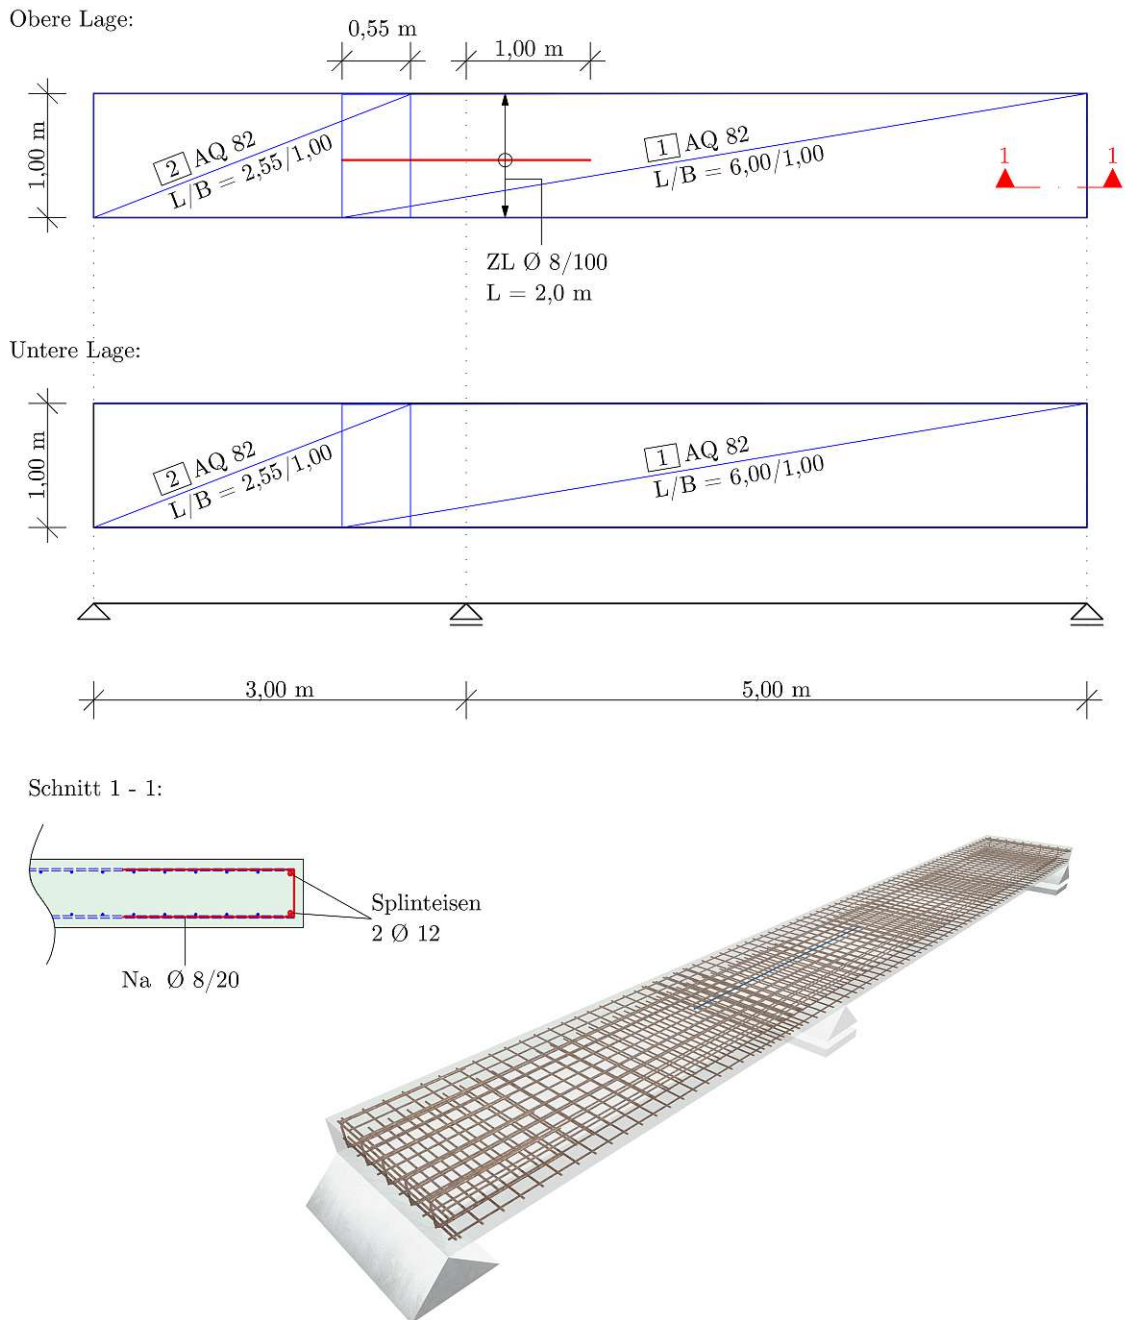 Obere Lage:
0,55 m
1,00 m
1,00 m
2 AQ 82
L/B = 2,55/1,00
1 AQ 82
L/B = 6,00/1,00
1 1
ZL Ø 8/100
L = 2,0 m
Untere Lage:
1,00 m
2 AQ 82
L/B = 2,55/1,00
1 AQ 82
L/B = 6,00/1,00
3,00 m
5,00 m
Schnitt 1 - 1:
Splinteisen
2 Ø 12
Na Ø 8/20